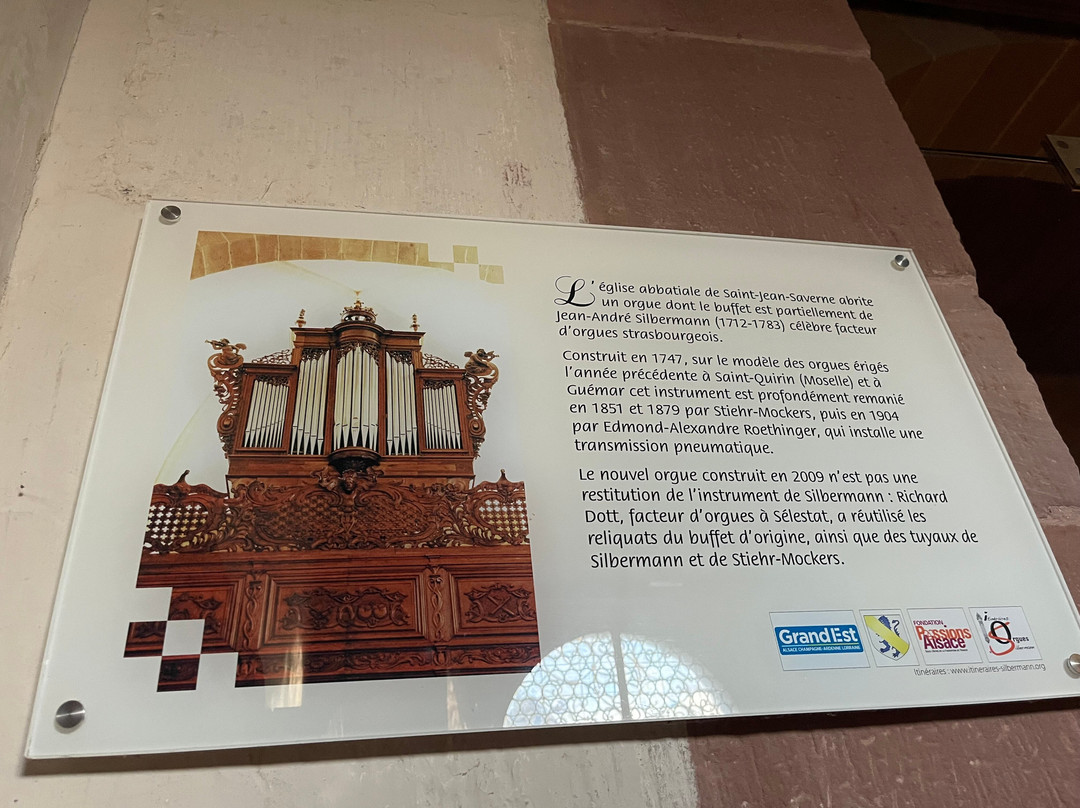 L'église abbatiale de Saint-Jean-Saverne abrite
un orgue dont le buffet est partiellement de
Jean-André Silbermann (1712-1783) célèbre facteur
d'orgues strasbourgeois.
Construit en 1747, sur le modèle des orgues érigés
l'année précédente à Saint-Quirin (Moselle) et à
Guémar cet instrument est profondément remanié
en 1851 et 1879 par Stiehr-Mockers, puis en 1904
par Edmond-Alexandre Roethinger, qui installe une
transmission pneumatique.
Le nouvel orgue construit en 2009 n'est pas une
restitution de l'instrument de Silbermann : Richard
Dott, facteur d'orgues à Sélestat, a réutilisé les
reliquats du buffet d'origine, ainsi que des tuyaux de
Silbermann et de Stiehr-Mockers.
GrandEst
ALSACE CHAMPAGNE-ARDENNE LORRAINE
FONDATION
Passions
Alsace
Orgues
Itinéraires : www.itineraires-silbermann.org